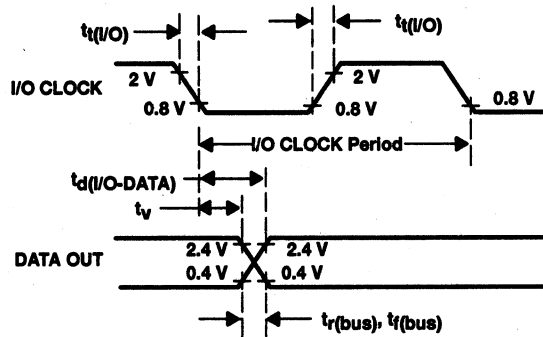 tt(I/O)
tt(I/O)
I/O CLOCK
2 V
2 V
0.8 V
0.8 V
0.8 V
I/O CLOCK Period
td(I/O-DATA)
tv
DATA OUT
2.4 V
2.4 V
0.4 V
0.4 V
tr(bus), tf(bus)